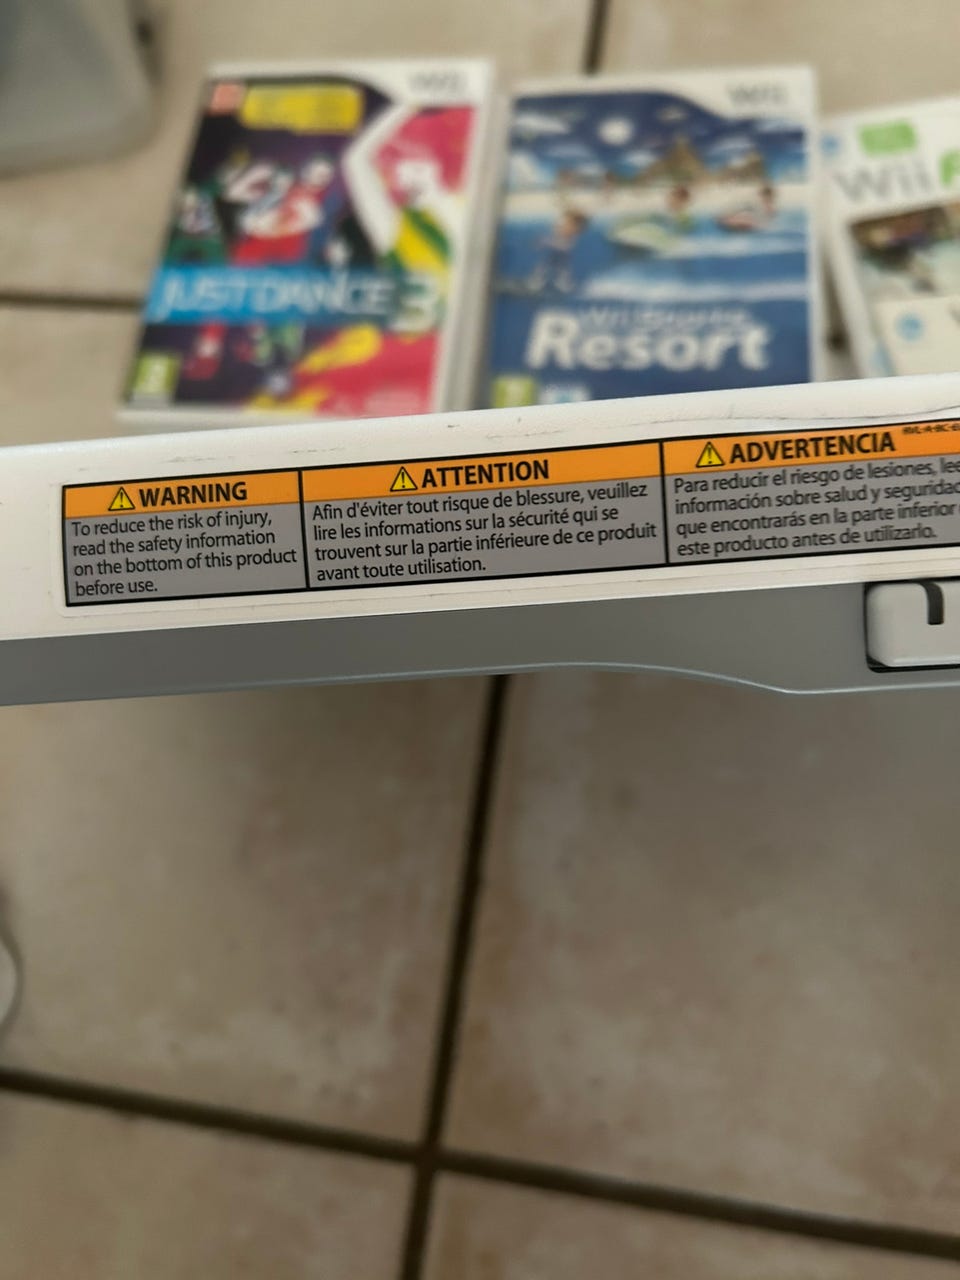 Wii
JUST DANCE 3
Wii
Wii Sports
Resort
Wii
WARNING
To reduce the risk of injury,
read the safety information
on the bottom of this product
before use.
ATTENTION
Afin d'éviter tout risque de blessure, veuillez
lire les informations sur la sécurité qui se
trouvent sur la partie inférieure de ce produit
avant toute utilisation.
ADVERTENCIA
Para reducir el riesgo de lesiones,
información sobre salud y seguridad
que encontrarás en la parte inferior
este producto antes de utilizarlo.